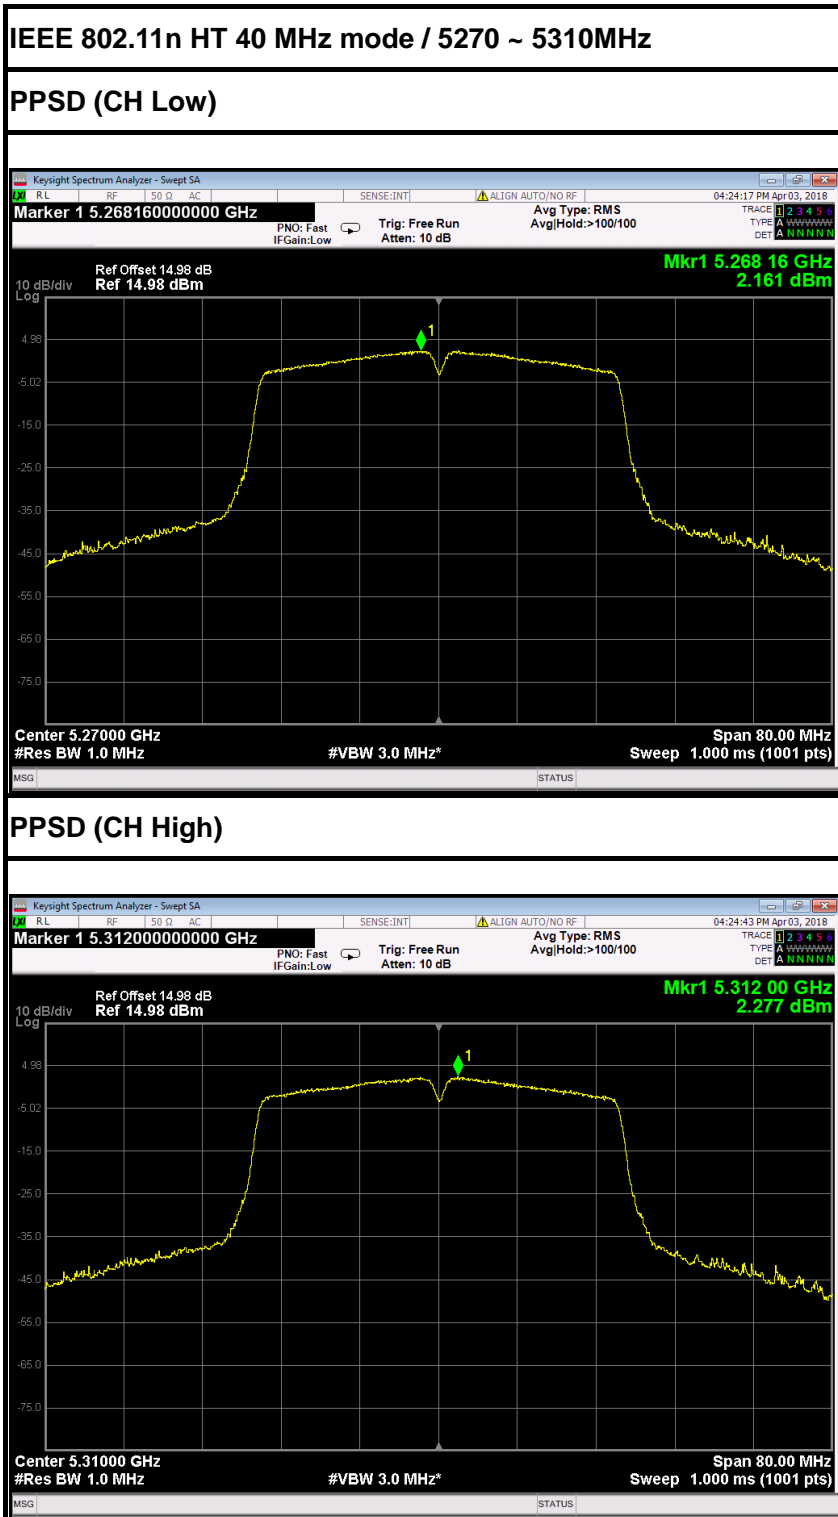 IEEE 802.11n HT 40 MHz mode / 5270 ~ 5310MHz
PPSD (CH Low)
Keysight Spectrum Analyzer - Swept SA
LXI RL RF 50 Ω AC SENSE:INT ALIGN AUTO/NO RF 04:24:17 PM Apr 03, 2018
Marker 1 5.268160000000 GHz
PNO: Fast
IFGain:Low
Trig: Free Run
Atten: 10 dB
Avg Type: RMS
Avg|Hold:>100/100
TRACE 1 2 3 4 5 6
TYPE A WWWWW
DET A N N N N N
Mkr1 5.268 16 GHz
2.161 dBm
Ref Offset 14.98 dB
10 dB/div Ref 14.98 dBm
Log
1
4.98
-5.02
-15.0
-25.0
-35.0
-45.0
-55.0
-65.0
-75.0
Center 5.27000 GHz Span 80.00 MHz
#Res BW 1.0 MHz #VBW 3.0 MHz* Sweep 1.000 ms (1001 pts)
MSG STATUS
PPSD (CH High)
Keysight Spectrum Analyzer - Swept SA
LXI RL RF 50 Ω AC SENSE:INT ALIGN AUTO/NO RF 04:24:43 PM Apr 03, 2018
Marker 1 5.312000000000 GHz
PNO: Fast
IFGain:Low
Trig: Free Run
Atten: 10 dB
Avg Type: RMS
Avg|Hold:>100/100
TRACE 1 2 3 4 5 6
TYPE A WWWWW
DET A N N N N N
Mkr1 5.312 00 GHz
2.277 dBm
Ref Offset 14.98 dB
10 dB/div Ref 14.98 dBm
Log
1
4.98
-5.02
-15.0
-25.0
-35.0
-45.0
-55.0
-65.0
-75.0
Center 5.31000 GHz Span 80.00 MHz
#Res BW 1.0 MHz #VBW 3.0 MHz* Sweep 1.000 ms (1001 pts)
MSG STATUS